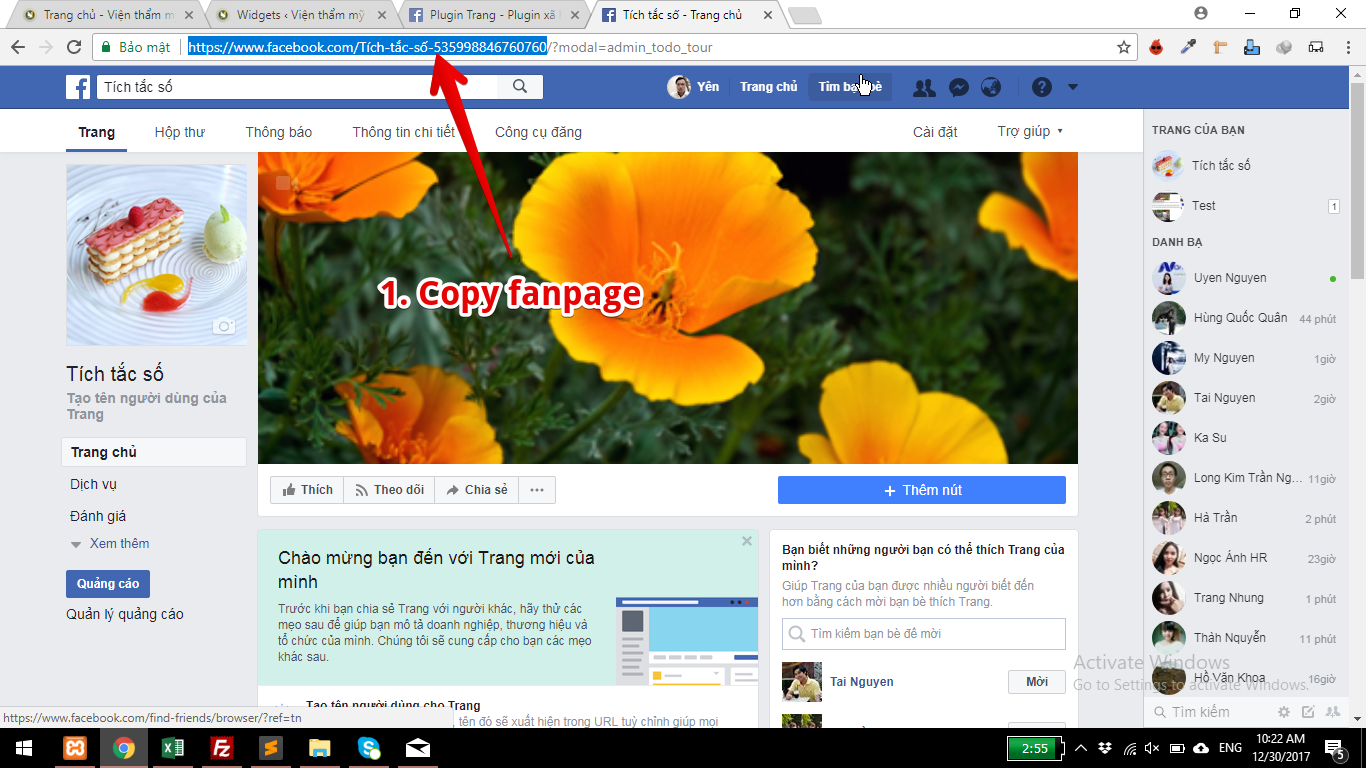 Trang chủ - Viện thẩm m
Widgets ‹ Viện thẩm mỹ
Plugin Trang - Plugin xã
Tích tắc số - Trang chủ
Bảo mật
https://www.facebook.com/Tích-tắc-số-535998846760760/?modal=admin_todo_tour
Tích tắc số
Yên
Trang chủ
Tìm bạn bè
Trang
Hộp thư
Thông báo
Thông tin chi tiết
Công cụ đăng
Cài đặt
Trợ giúp
1. Copy fanpage
Tích tắc số
Tạo tên người dùng của
Trang
Trang chủ
Dịch vụ
Đánh giá
Xem thêm
Quảng cáo
Quản lý quảng cáo
Thích
Theo dõi
Chia sẻ
+ Thêm nút
Chào mừng bạn đến với Trang mới của
mình
Trước khi bạn chia sẻ Trang với người khác, hãy thử các
mẹo sau để giúp bạn mô tả doanh nghiệp, thương hiệu và
tổ chức của mình. Chúng tôi sẽ cung cấp cho bạn các mẹo
khác sau.
Tạo tên người dùng cho Trang
tên đó sẽ xuất hiện trong URL tuỳ chỉnh giúp mọi
Bạn biết những người bạn có thể thích Trang của
mình?
Giúp Trang của bạn được nhiều người biết đến
hơn bằng cách mời bạn bè thích Trang.
Tìm kiếm bạn bè để mời
Tai Nguyen
Mời
TRANG CỦA BẠN
Tích tắc số
Test
1
DANH BẠ
Uyen Nguyen
Hùng Quốc Quân 44 phút
My Nguyen 1giờ
Tai Nguyen 2giờ
Ka Su
Long Kim Trần Ng... 11giờ
Hà Trần 2 phút
Ngọc Ánh HR 23giờ
Trang Nhung 1 phút
Thảh Nguyễn 11 phút
Hồ Văn Khoa 16giờ
Activate Windows
Go to Settings to activate Windows.
Tìm kiếm
https://www.facebook.com/find-friends/browser/?ref=tn
2:55
ENG
10:22 AM
12/30/2017
5